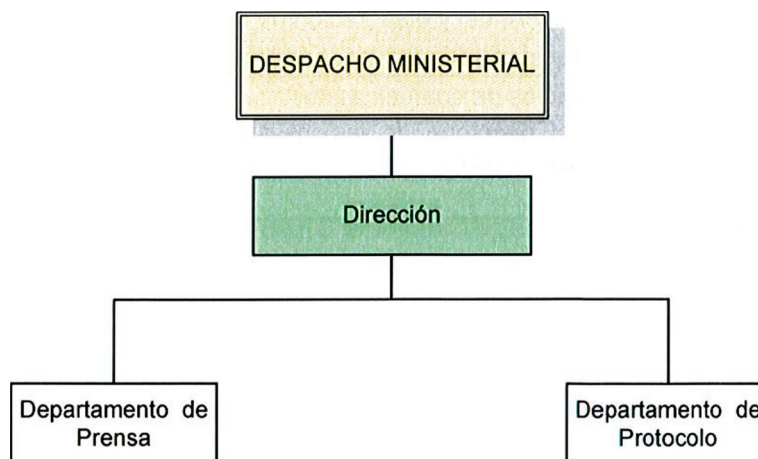 DESPACHO MINISTERIAL
Dirección
Departamento de
Prensa
Departamento de
Protocolo